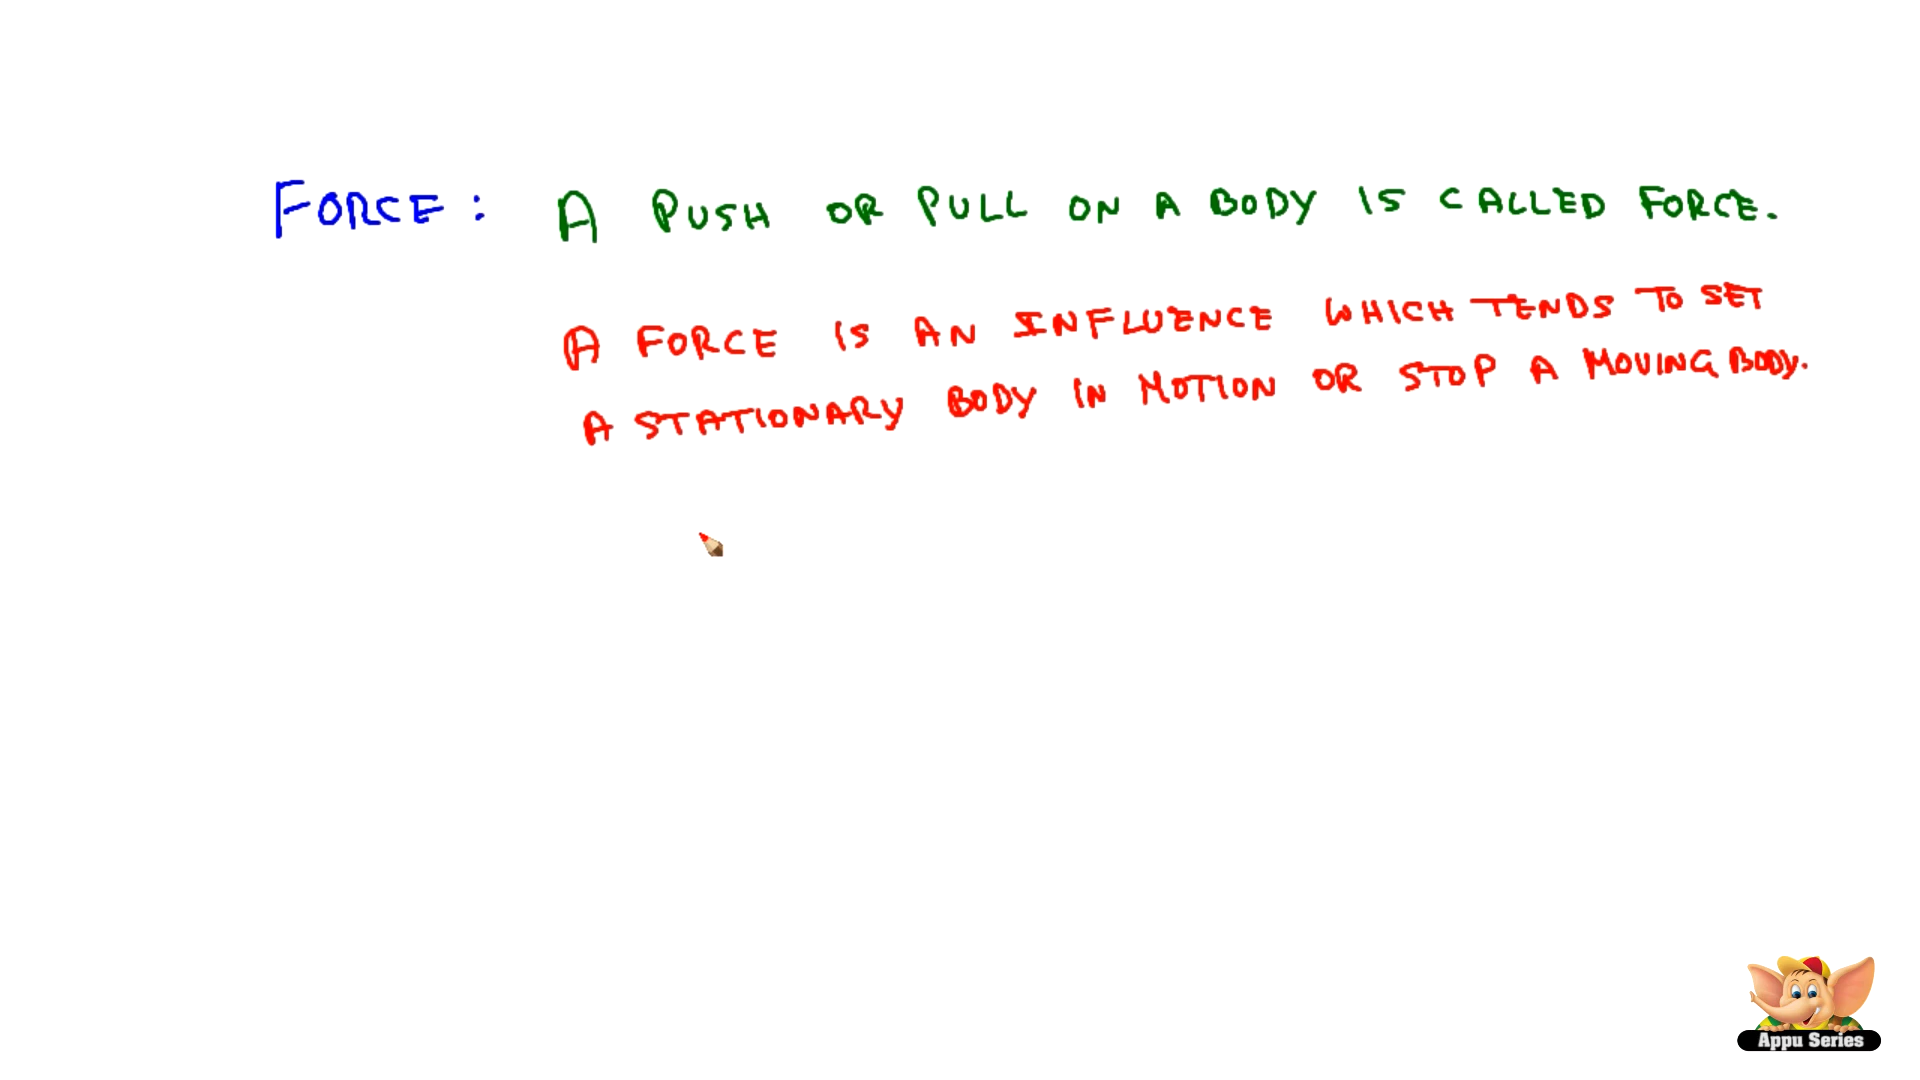 FORCE: A PUSH OR PULL ON A BODY IS CALLED FORCE.
A FORCE IS AN INFLUENCE WHICH TENDS TO SET
A STATIONARY BODY IN MOTION OR STOP A MOVING BODY.
Appu Series